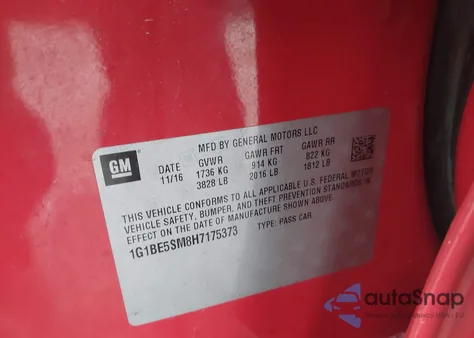 MFD BY GENERAL MOTORS LLC
GM
DATE GVWR GAWR FRT GAWR RR
11/16 1736 KG 914 KG 822 KG
3828 LB 2016 LB 1812 LB
THIS VEHICLE CONFORMS TO ALL APPLICABLE U.S. FEDERAL MOTOR
VEHICLE SAFETY, BUMPER, AND THEFT PREVENTION STANDARDS IN
EFFECT ON THE DATE OF MANUFACTURE SHOWN ABOVE.
1G1BE5SM8H7175373 TYPE: PASS CAR
autoSnap